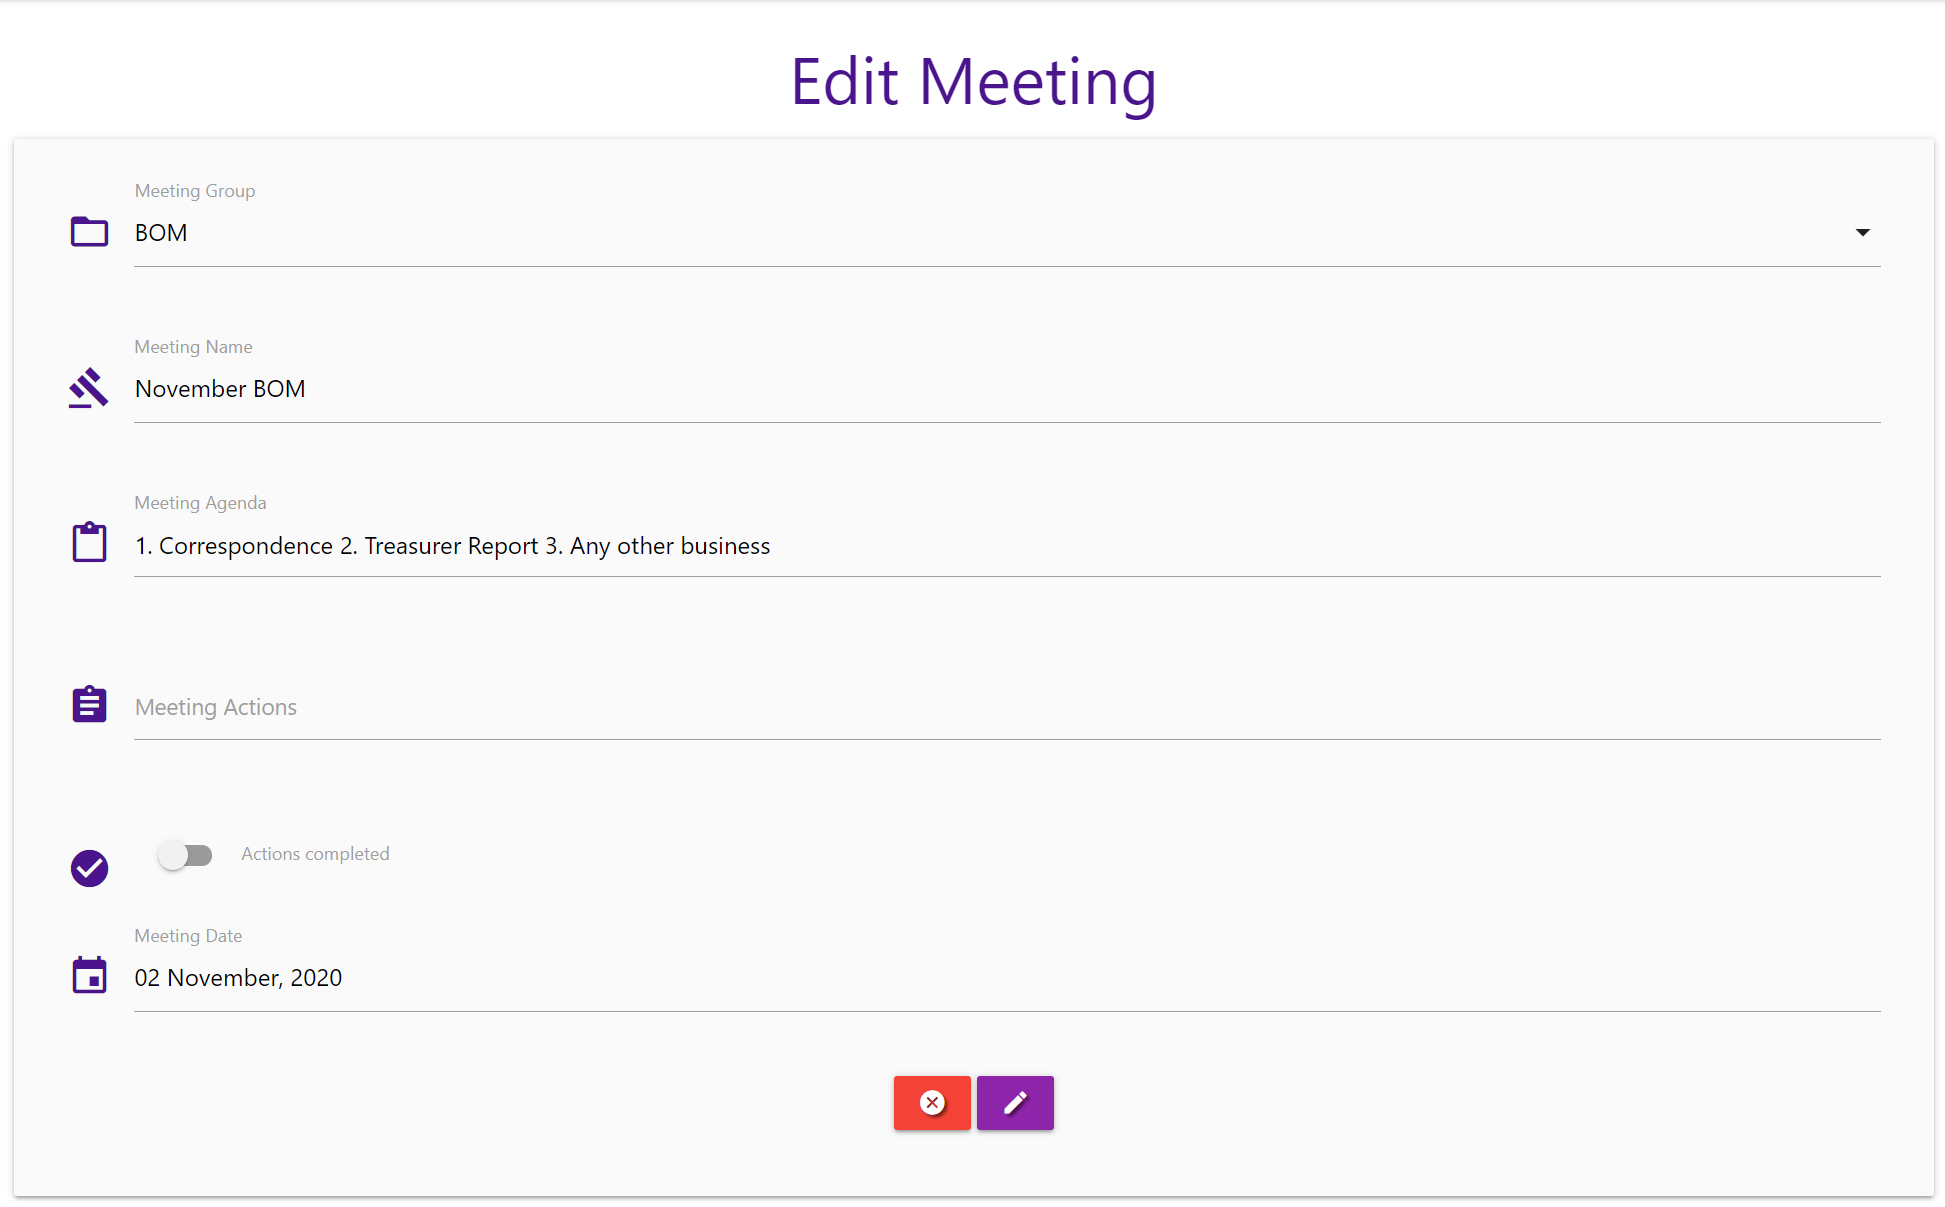 Edit Meeting
Meeting Group
BOM
Meeting Name
November BOM
Meeting Agenda
1. Correspondence 2. Treasurer Report 3. Any other business
Meeting Actions
Actions completed
Meeting Date
02 November, 2020